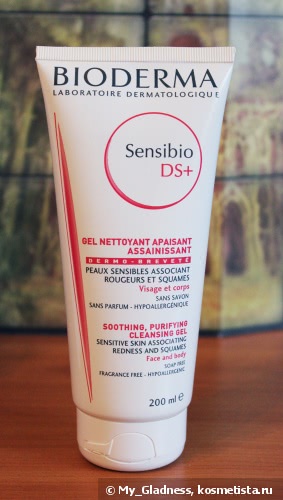 BIODERMA
LABORATOIRE DERMATOLOGIQUE
Sensibio
DS+
GEL NETTOYANT APAISANT
ASSAINISSANT
DERMO-BREVETÉ
PEAUX SENSIBLES ASSOCIANT
ROUGEURS ET SQUAMES
Visage et corps
SANS SAVON
SANS PARFUM - HYPOALLERGÉNIQUE
SOOTHING, PURIFYING
CLEANSING GEL
SENSITIVE SKIN ASSOCIATING
REDNESS AND SQUAMES
Face and body
SOAP FREE
FRAGRANCE FREE - HYPOALLERGENIC
200 ml e
© My_Gladness, kosmetista.ru